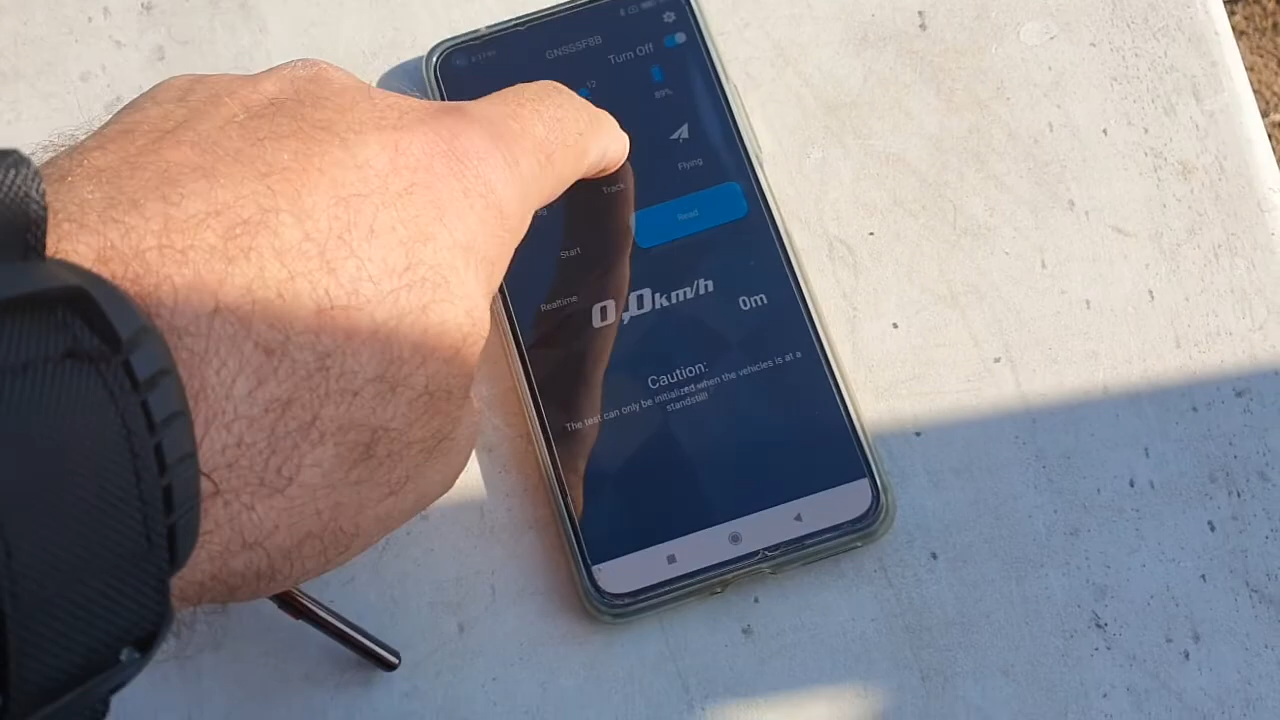 GNSS5F8B
Turn Off
12
89%
Track
Flying
Read
Start
Realtime
0,0km/h
0m
Caution:
The test can only be initialized when the vehicles is at a
standstill!